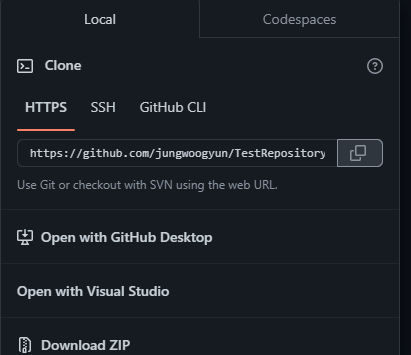 Local Codespaces
Clone
HTTPS SSH GitHub CLI
https://github.com/jungwoogyun/TestRepository
Use Git or checkout with SVN using the web URL.
Open with GitHub Desktop
Open with Visual Studio
Download ZIP